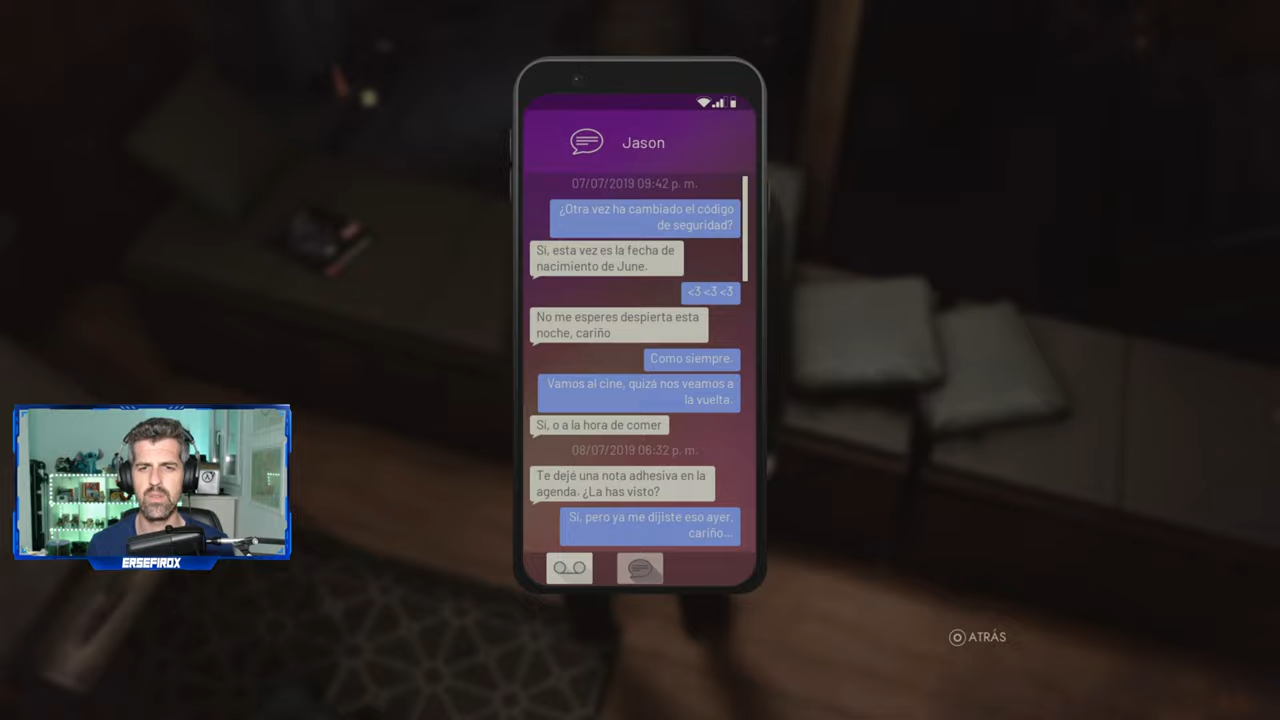 Jason
07/07/2019 09:42 p. m.
¿Otra vez ha cambiado el código
de seguridad?
Sí, esta vez es la fecha de
nacimiento de June.
<3 <3 <3
No me esperes despierta esta
noche, cariño
Como siempre.
Vamos al cine, quizá nos veamos a
la vuelta.
Sí, o a la hora de comer
08/07/2019 06:32 p. m.
Te dejé una nota adhesiva en la
agenda. ¿La has visto?
Sí, pero ya me dijiste eso ayer,
cariño...
ERSEFIROX
ATRÁS